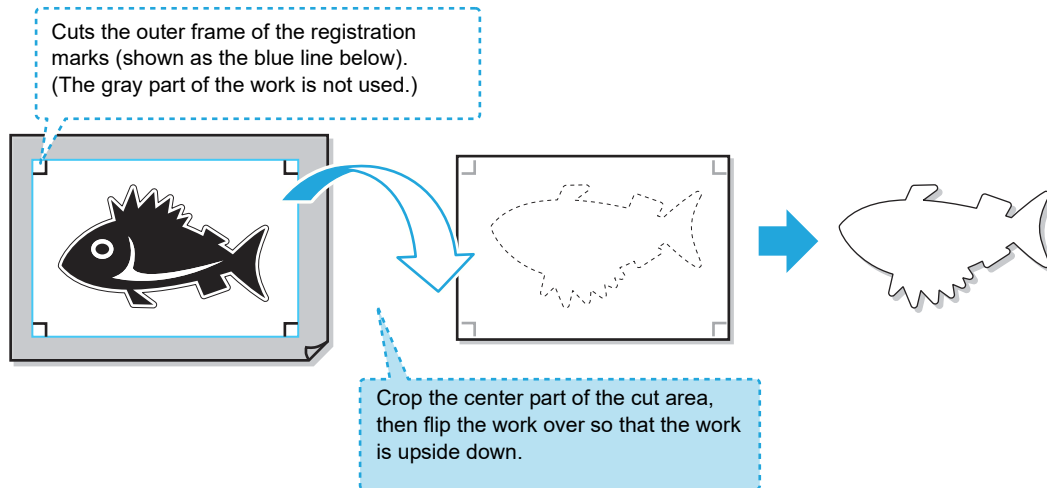 Cuts the outer frame of the registration
marks (shown as the blue line below).
(The gray part of the work is not used.)
Crop the center part of the cut area,
then flip the work over so that the work
is upside down.